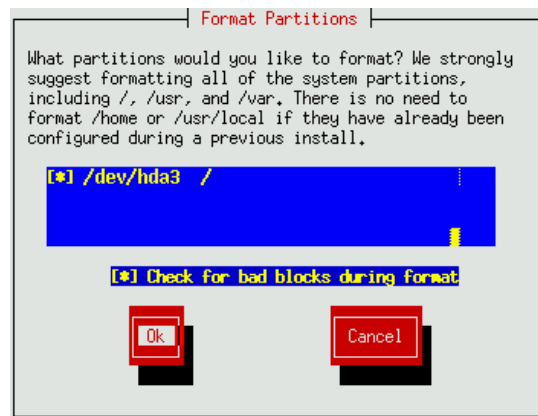 Format Partitions
What partitions would you like to format? We strongly
suggest formatting all of the system partitions,
including /, /usr, and /var. There is no need to
format /home or /usr/local if they have already been
configured during a previous install.
[*] /dev/hda3  /
[*] Check for bad blocks during format
Ok Cancel